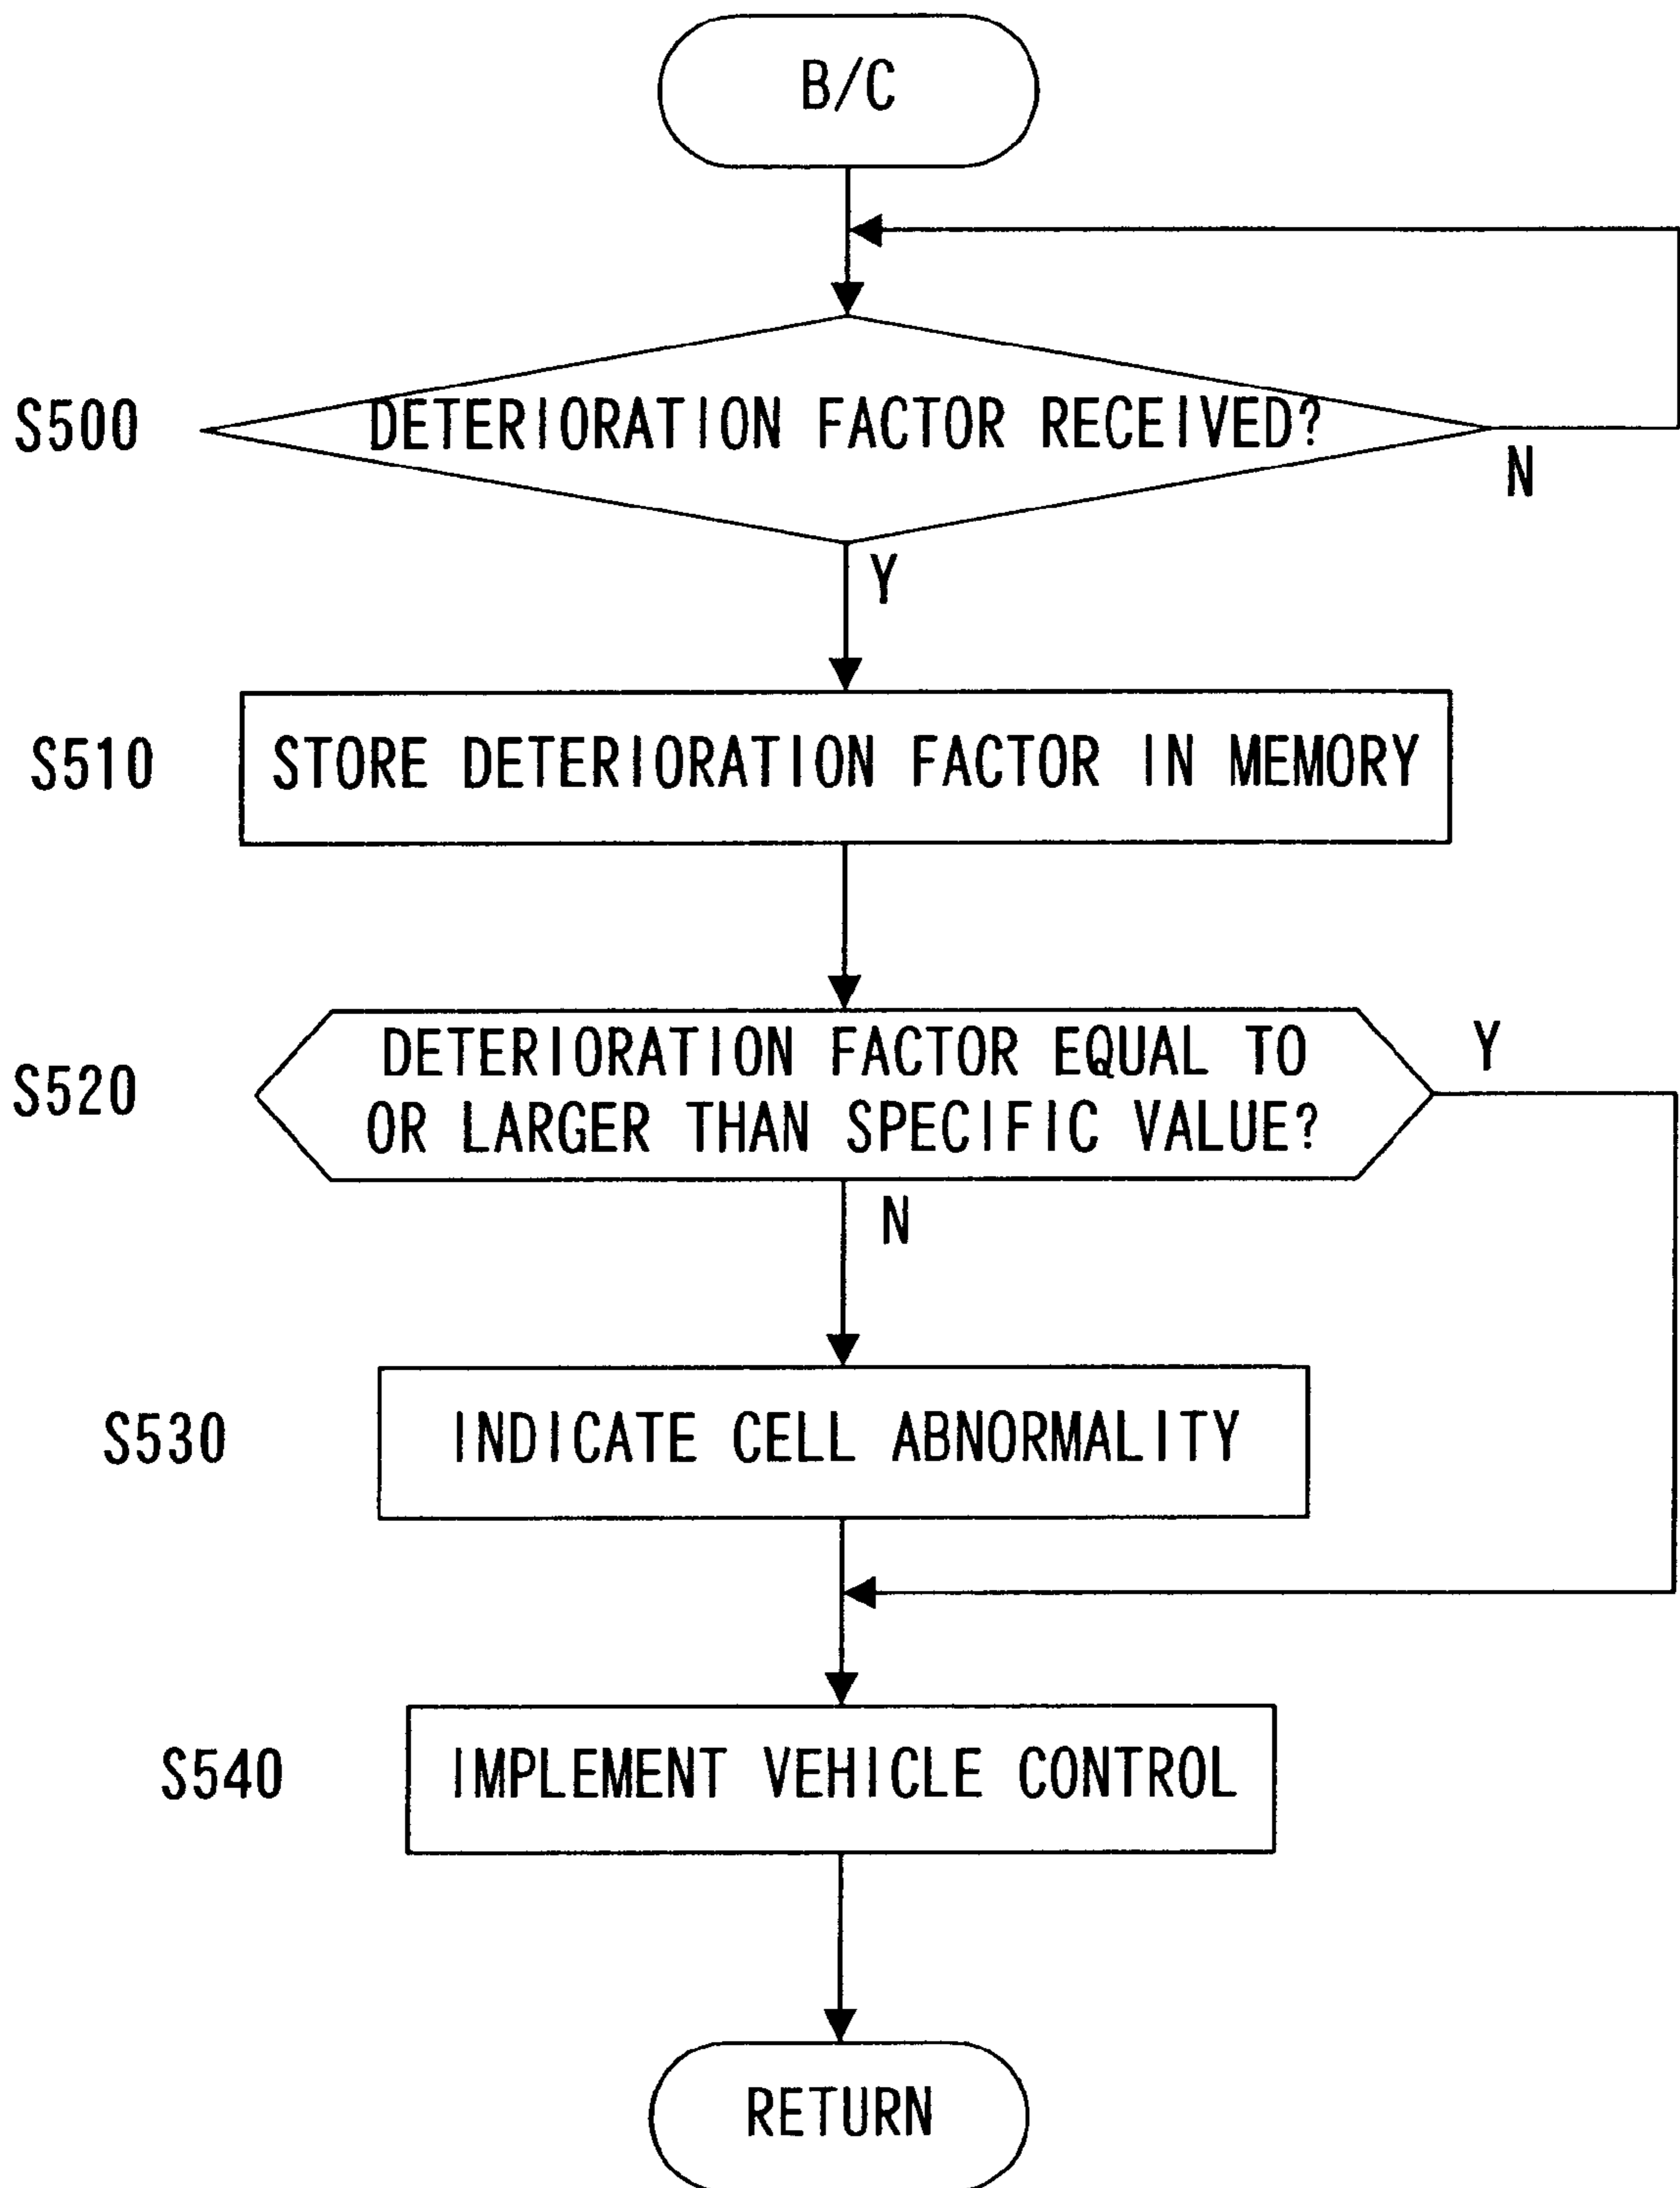 B/C
S500
DETERIORATION FACTOR RECEIVED?
N
Y
S510
STORE DETERIORATION FACTOR IN MEMORY
S520
DETERIORATION FACTOR EQUAL TO
OR LARGER THAN SPECIFIC VALUE?
Y
N
S530
INDICATE CELL ABNORMALITY
S540
IMPLEMENT VEHICLE CONTROL
RETURN